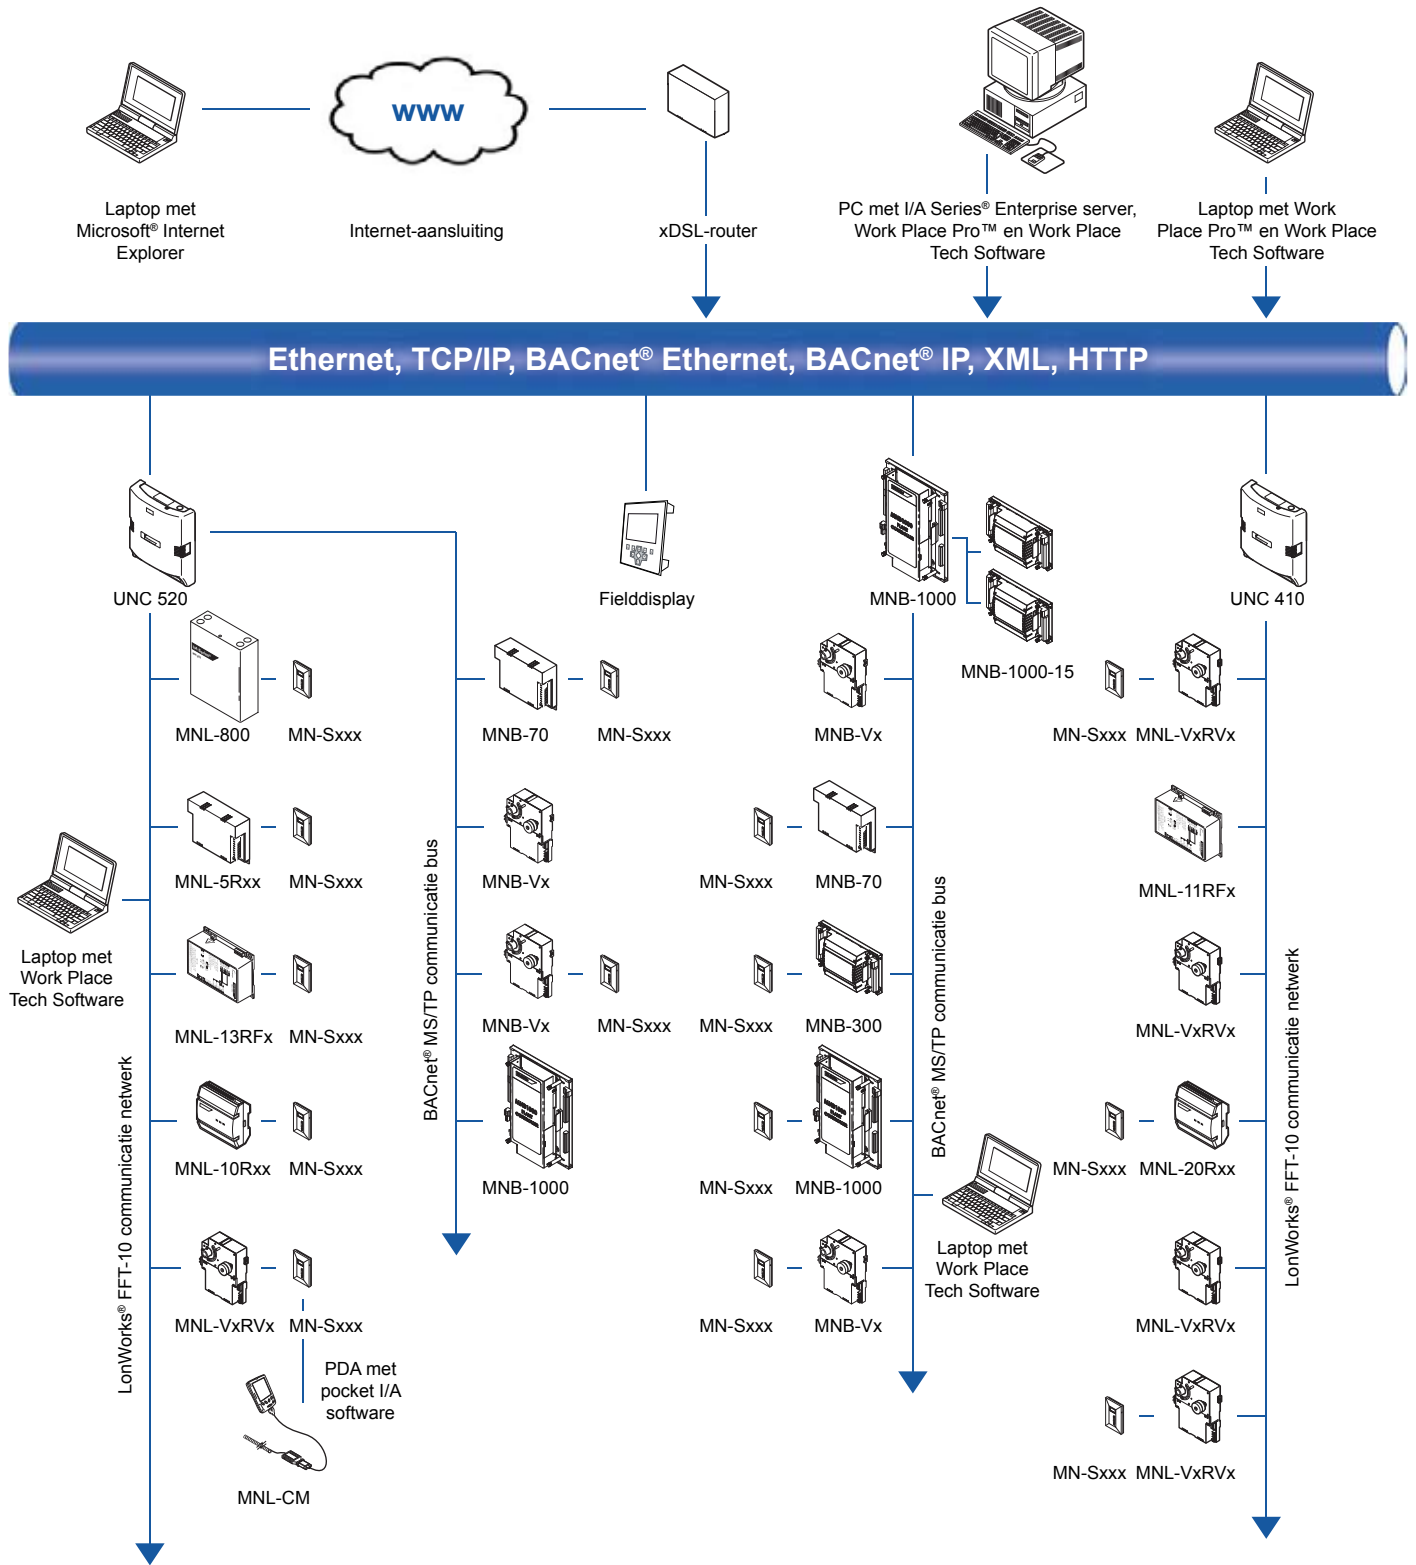 WWW
Laptop met
Microsoft® Internet
Explorer
Internet-aansluiting
xDSL-router
PC met I/A Series® Enterprise server,
Work Place Pro™ en Work Place
Tech Software
Laptop met Work
Place Pro™ en Work Place
Tech Software
Ethernet, TCP/IP, BACnet® Ethernet, BACnet® IP, XML, HTTP
UNC 520
Fielddisplay
MNB-1000
MNB-1000-15
UNC 410
MNL-800
MN-Sxxx
MNB-70
MN-Sxxx
MNB-Vx
MN-Sxxx
MNL-VxRVx
MNL-5Rxx
MN-Sxxx
MNB-Vx
MN-Sxxx
MNB-70
MNL-11RFx
Laptop met
Work Place
Tech Software
MNL-13RFx
MN-Sxxx
MNB-Vx
MN-Sxxx
MN-Sxxx
MNB-300
MNL-VxRVx
MNL-10Rxx
MN-Sxxx
MNB-1000
MN-Sxxx
MNB-1000
MN-Sxxx
MNL-20Rxx
Laptop met
Work Place
Tech Software
MNL-VxRVx
MN-Sxxx
MN-Sxxx
MNB-Vx
MNL-VxRVx
PDA met
pocket I/A
software
MNL-CM
MN-Sxxx
MNL-VxRVx
LonWorks® FFT-10 communicatie netwerk
BACnet® MS/TP communicatie bus
BACnet® MS/TP communicatie bus
LonWorks® FFT-10 communicatie netwerk